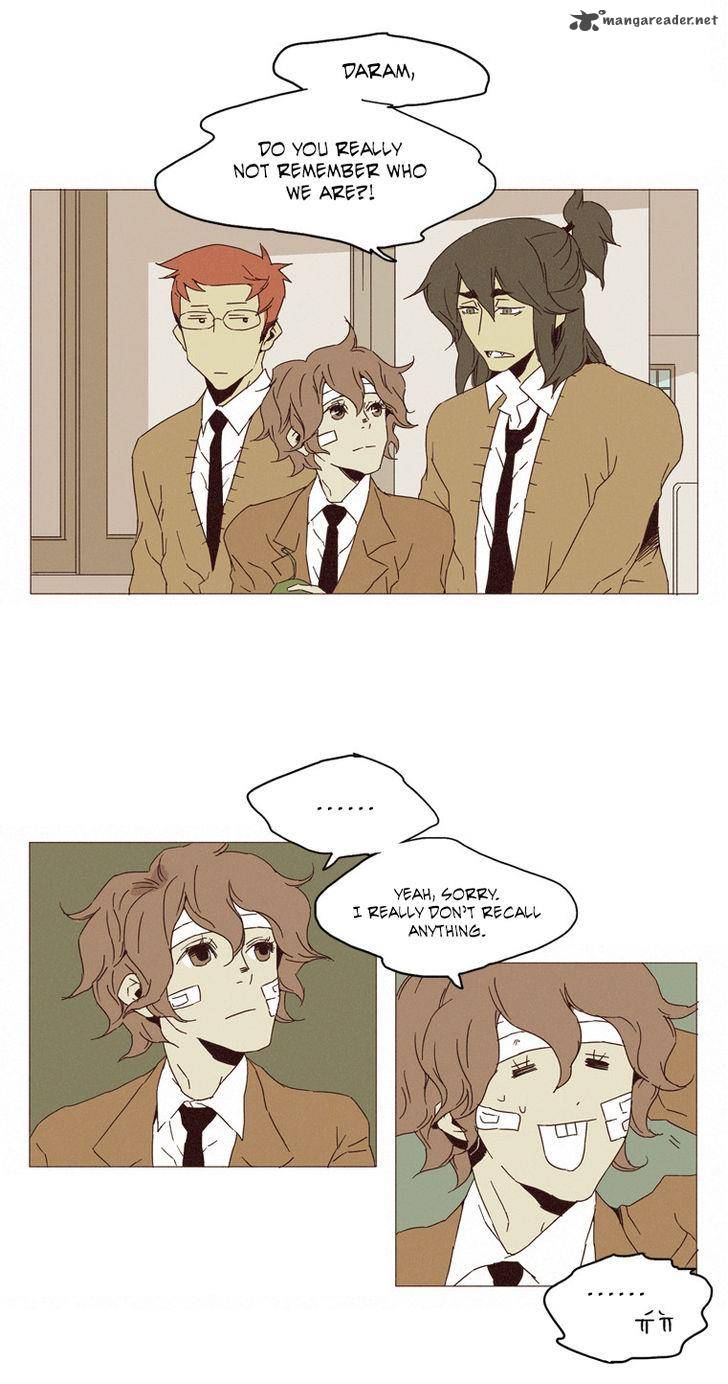 mangareader.net
DARAM,
DO YOU REALLY
NOT REMEMBER WHO
WE ARE?!
......
YEAH, SORRY.
I REALLY DON'T RECALL
ANYTHING.
......
ㅠㅠ